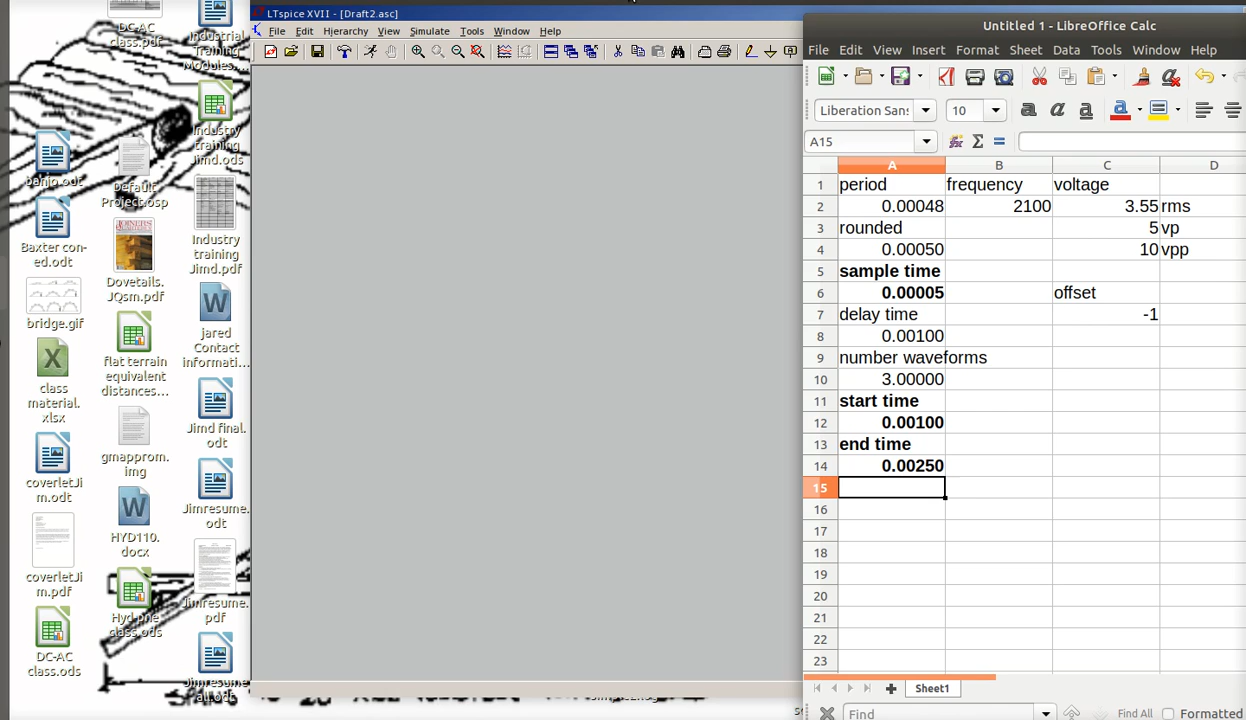 DC-AC
class.pdf
Industrial
Training
Modules....
banjo.odt
Default
Project.osp
Industry
training
Jimd.ods
Baxter con-
ed.odt
JOINERS'
QUARTERLY
Dovetails.
JQsm.pdf
Industry
training
Jimd.pdf
bridge.gif
flat terrain
equivalent
distances...
jared
Contact
informati...
class
material.
xlsx
gmapprom.
img
Jimd final.
odt
coverletJi
m.odt
HYD110.
docx
Jimresume.
odt
coverletJi
m.pdf
Hyd pne
class.ods
Jimresume.
pdf
DC-AC
class.ods
LTspice XVII - [Draft2.asc]
File Edit Hierarchy View Simulate Tools Window Help
Untitled 1 - LibreOffice Calc
File Edit View Insert Format Sheet Data Tools Window Help
Liberation Sans 10
A15
A B C D
1 period frequency voltage
2 0.00048 2100 3.55 rms
3 rounded 5 vp
4 0.00050 10 vpp
5 sample time
6 0.00005 offset
7 delay time -1
8 0.00100
9 number waveforms
10 3.00000
11 start time
12 0.00100
13 end time
14 0.00250
15
16
17
18
19
20
21
22
23
Sheet1
Find Find All Formatted